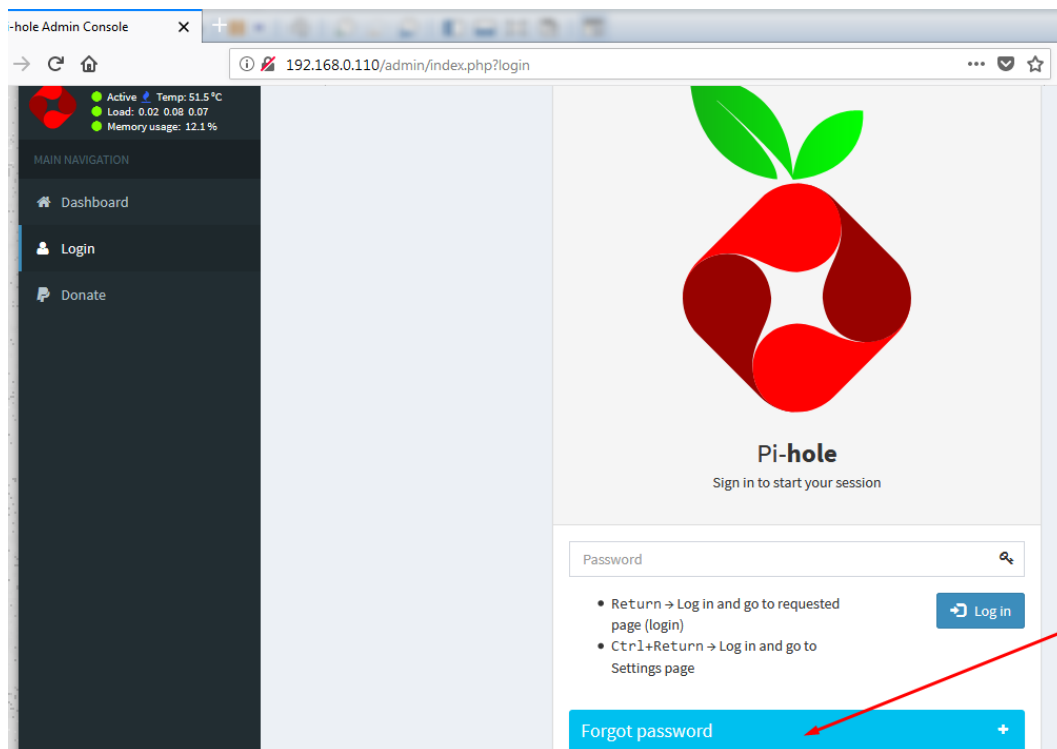 i-hole Admin Console
192.168.0.110/admin/index.php?login
Active Temp: 51.5 °C
Load: 0.02 0.08 0.07
Memory usage: 12.1 %
MAIN NAVIGATION
Dashboard
Login
Donate
Pi-hole
Sign in to start your session
Password
Return → Log in and go to requested
page (login)
Ctrl+Return → Log in and go to
Settings page
Log in
Forgot password